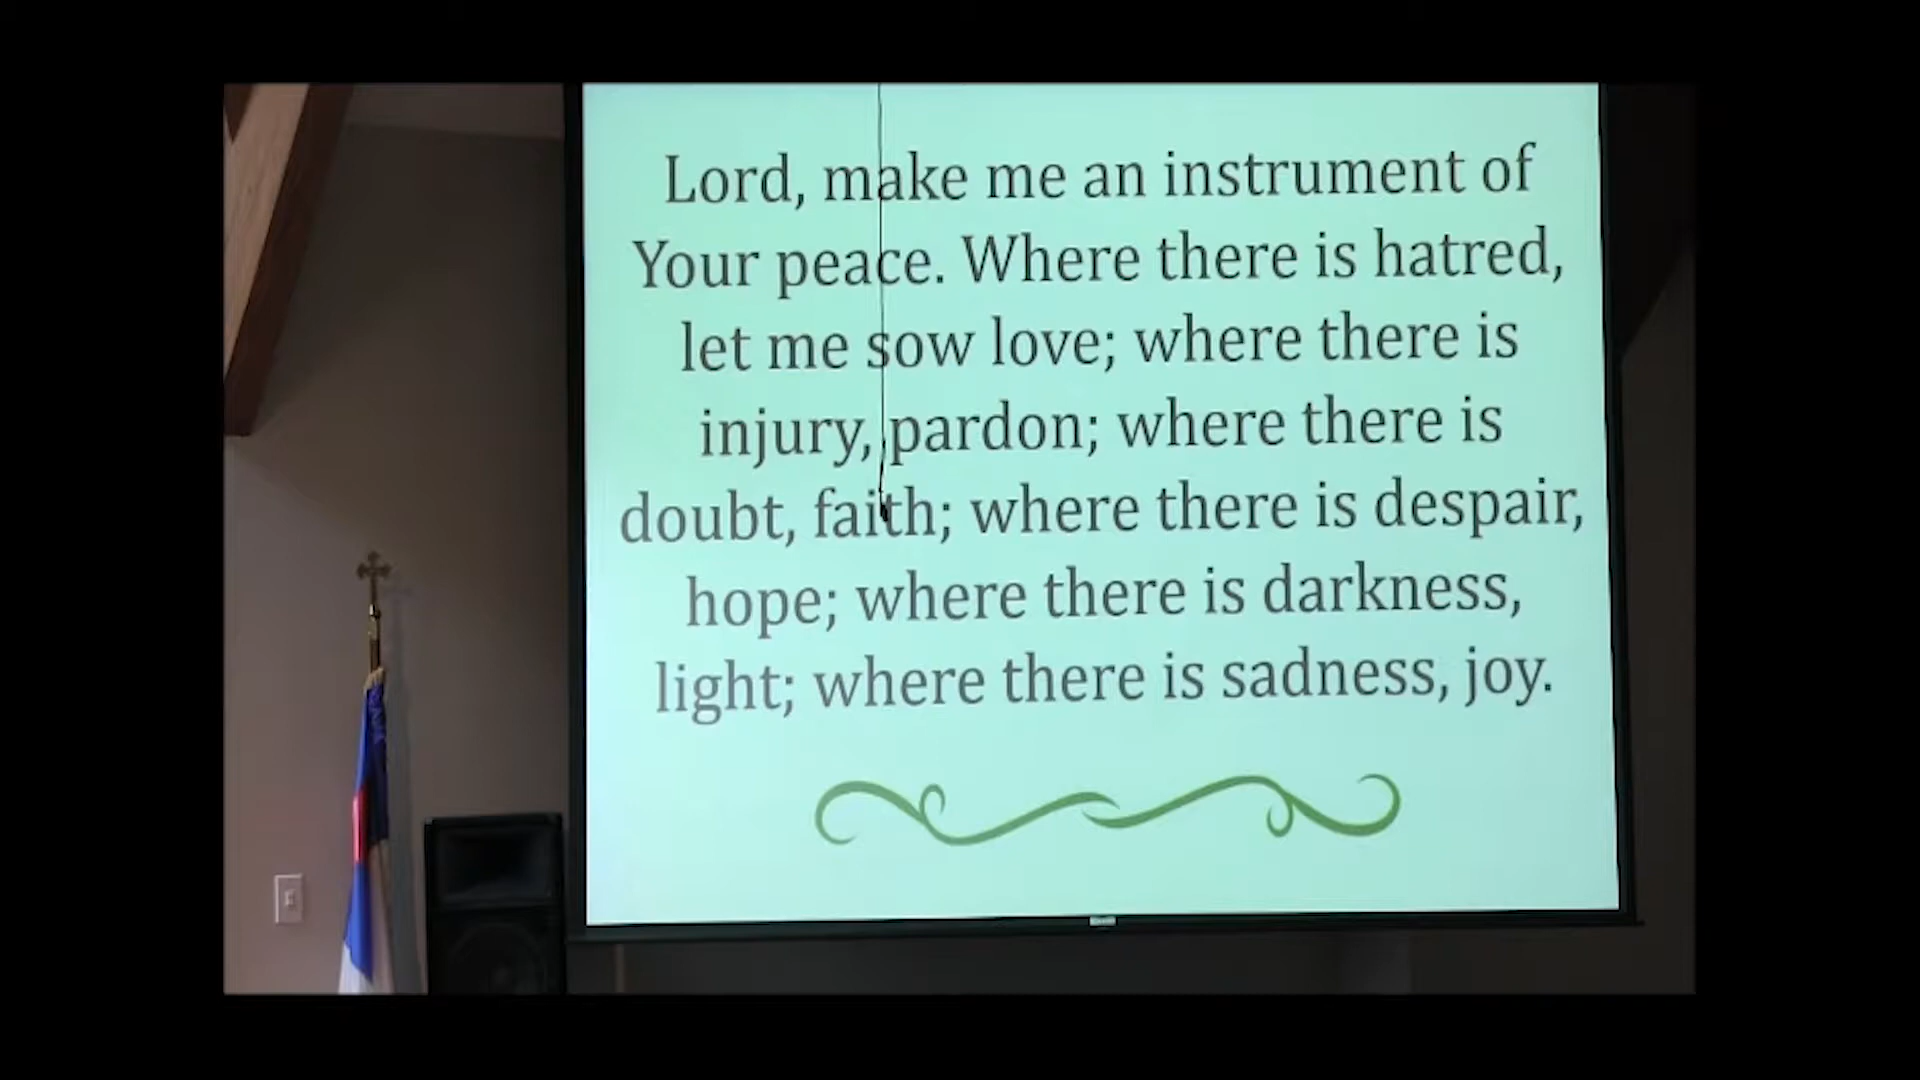 Lord, make me an instrument of
Your peace. Where there is hatred,
let me sow love; where there is
injury, pardon; where there is
doubt, faith; where there is despair,
hope; where there is darkness,
light; where there is sadness, joy.